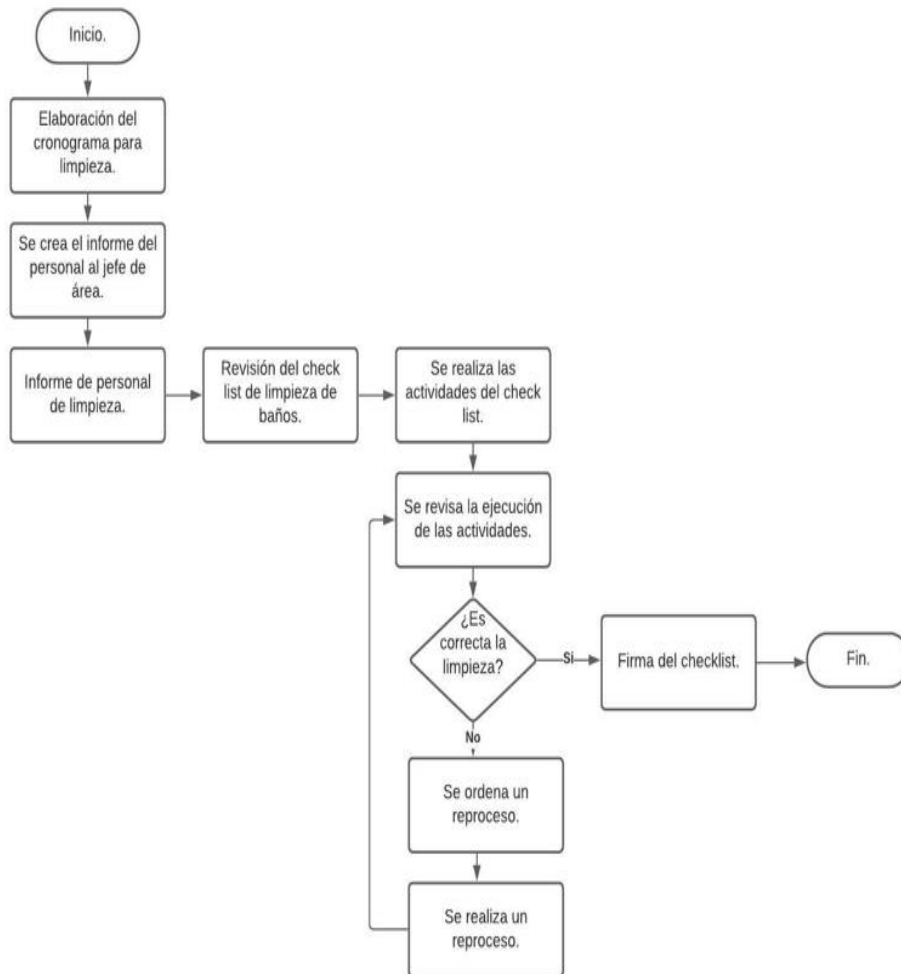 Inicio.
Elaboración del
cronograma para
limpieza.
Se crea el informe del
personal al jefe de
área.
Informe de personal
de limpieza.
Revisión del check
list de limpieza de
baños.
Se realiza las
actividades del check
list.
Se revisa la ejecución
de las actividades.
¿Es
correcta la
limpieza?
Si
Firma del checklist.
Fin.
No
Se ordena un
reproceso.
Se realiza un
reproceso.